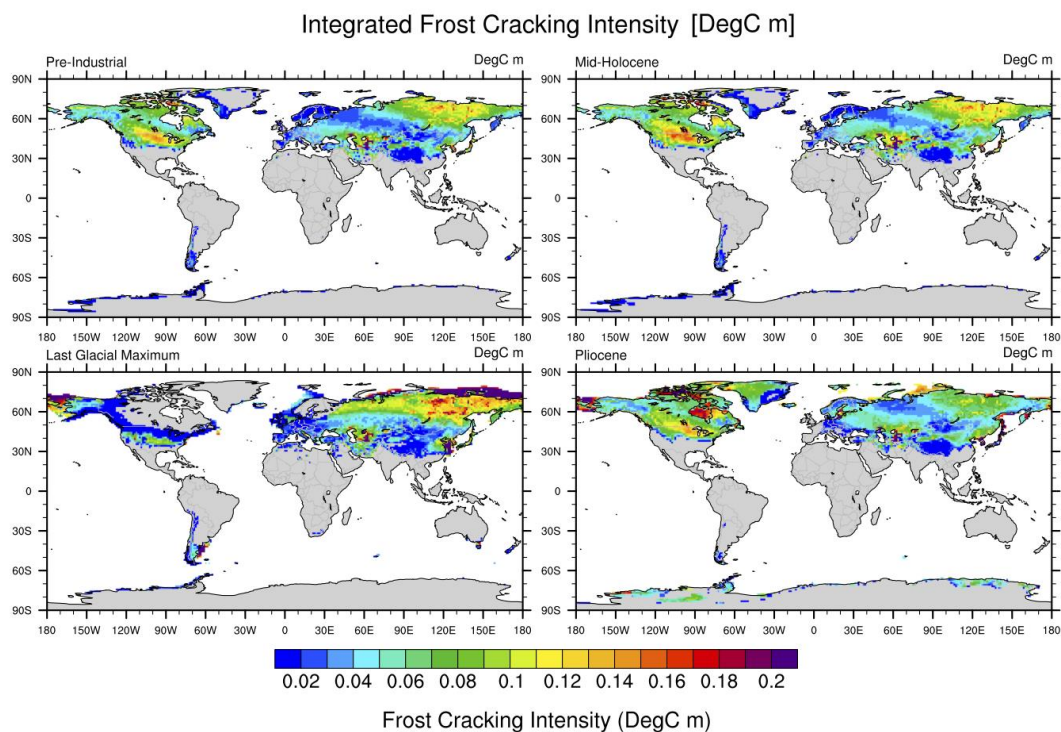 Integrated Frost Cracking Intensity [DegC m]
Pre-Industrial DegC m
Mid-Holocene DegC m
90N
60N
30N
0
30S
60S
90S
180 150W 120W 90W 60W 30W 0 30E 60E 90E 120E 150E 180
90N
60N
30N
0
30S
60S
90S
180 150W 120W 90W 60W 30W 0 30E 60E 90E 120E 150E 180
Last Glacial Maximum DegC m
Pliocene DegC m
90N
60N
30N
0
30S
60S
90S
180 150W 120W 90W 60W 30W 0 30E 60E 90E 120E 150E 180
90N
60N
30N
0
30S
60S
90S
180 150W 120W 90W 60W 30W 0 30E 60E 90E 120E 150E 180
0.02 0.04 0.06 0.08 0.1 0.12 0.14 0.16 0.18 0.2
Frost Cracking Intensity (DegC m)